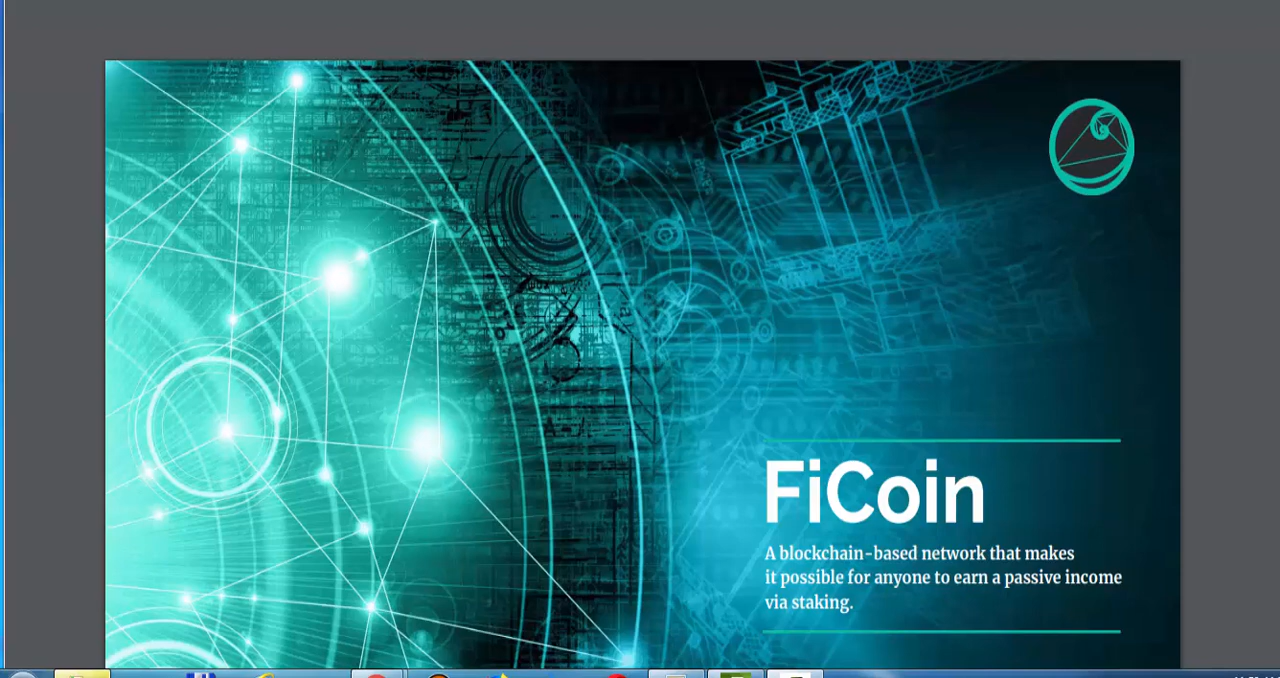 FiCoin
A blockchain-based network that makes
it possible for anyone to earn a passive income
via staking.